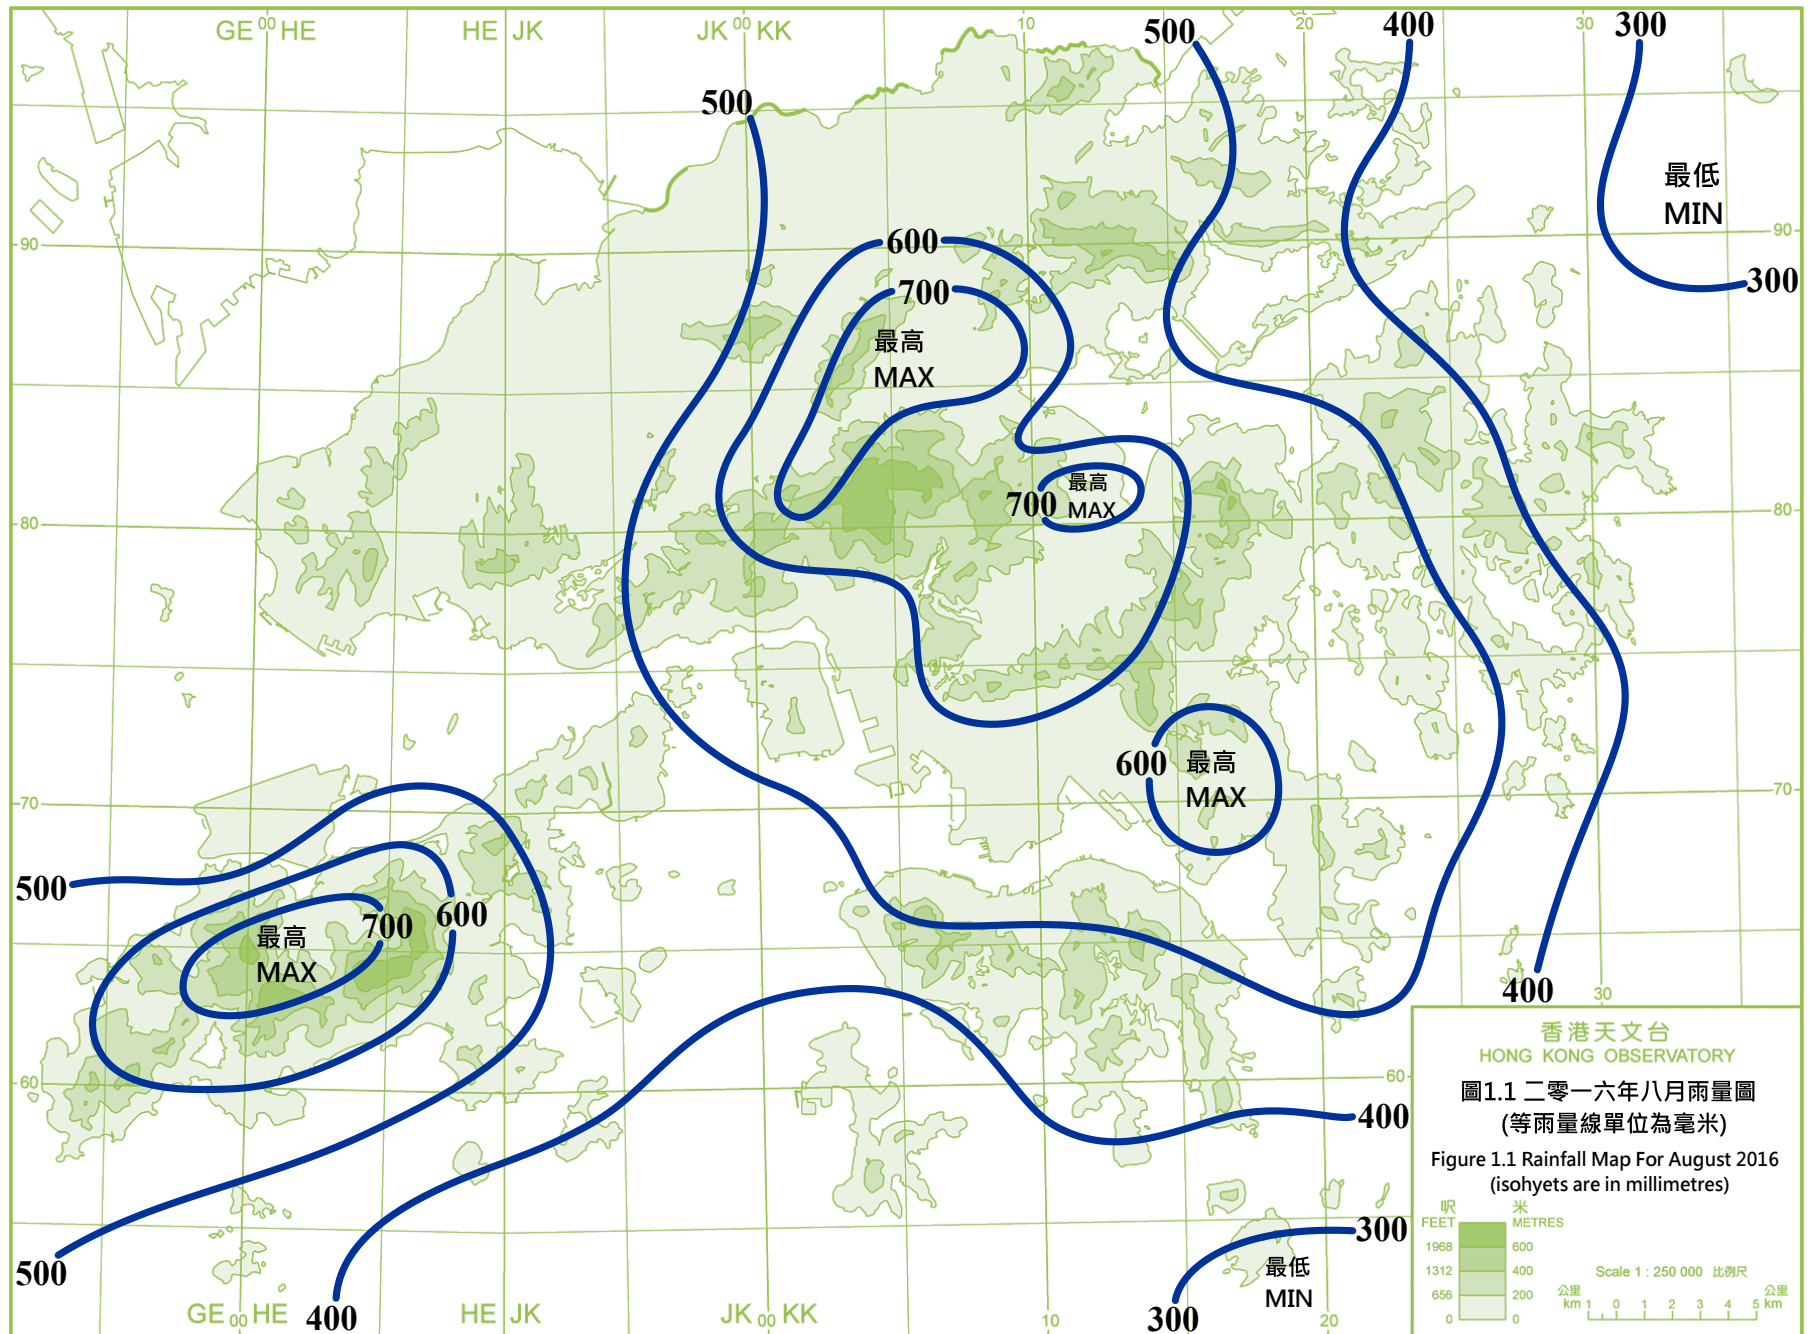 GE 00 HE
HE JK
JK 00 KK
10
500
20
400
30
300
500
最低
MIN
90
600
90
700
300
最高
MAX
最高
MAX
700
80
80
600
最高
MAX
70
70
500
700
600
最高
MAX
400
30
60
60
400
500
300
最低
MIN
GE 00 HE
400
HE JK
JK 00 KK
10
300
20
香港天文台
HONG KONG OBSERVATORY
圖1.1 二零一六年八月雨量圖
(等雨量線單位為毫米)
Figure 1.1 Rainfall Map For August 2016
(isohyets are in millimetres)
呎 米
FEET METRES
1968 600
1312 400
656 200
0 0
Scale 1 : 250 000 比例尺
公里 公里
km 1 0 1 2 3 4 5 km